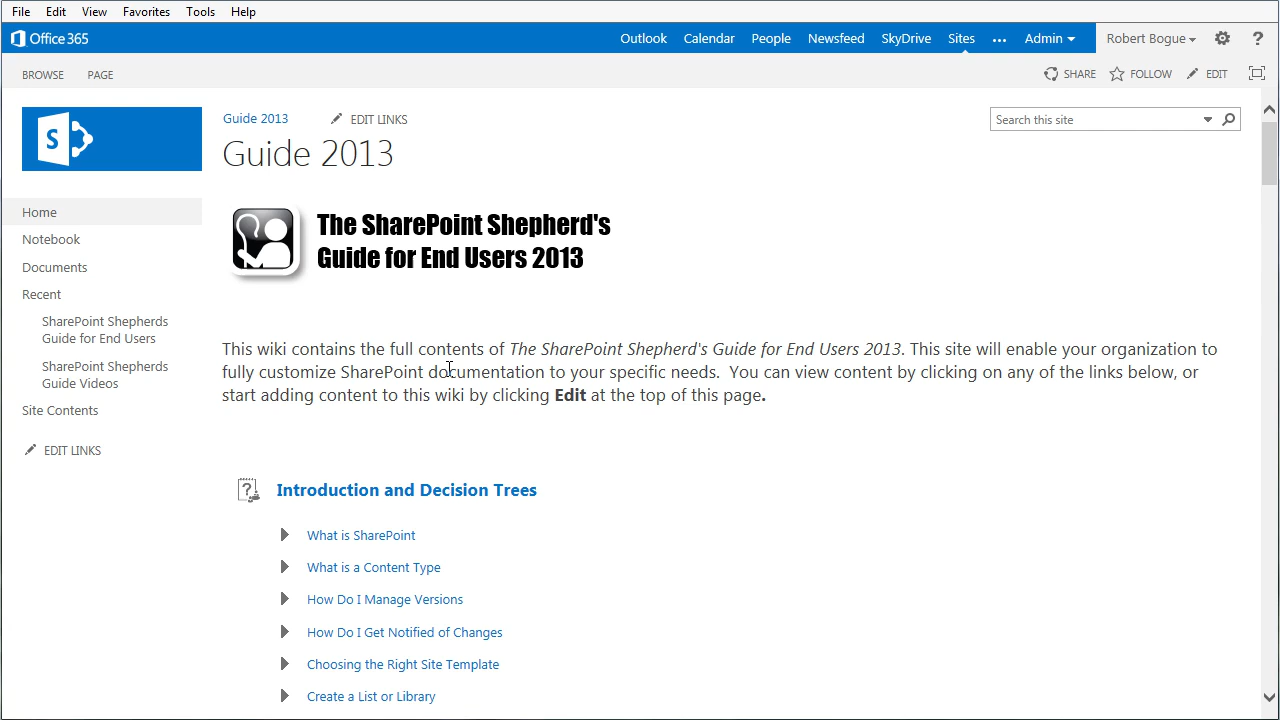 File Edit View Favorites Tools Help
Office 365 Outlook Calendar People Newsfeed SkyDrive Sites ... Admin Robert Bogue ?
BROWSE PAGE SHARE FOLLOW EDIT
S
Guide 2013 EDIT LINKS Search this site
Guide 2013
Home
Notebook
Documents
Recent
SharePoint Shepherds
Guide for End Users
SharePoint Shepherds
Guide Videos
Site Contents
EDIT LINKS
The SharePoint Shepherd's
Guide for End Users 2013
This wiki contains the full contents of The SharePoint Shepherd's Guide for End Users 2013. This site will enable your organization to
fully customize SharePoint documentation to your specific needs. You can view content by clicking on any of the links below, or
start adding content to this wiki by clicking Edit at the top of this page.
? Introduction and Decision Trees
What is SharePoint
What is a Content Type
How Do I Manage Versions
How Do I Get Notified of Changes
Choosing the Right Site Template
Create a List or Library